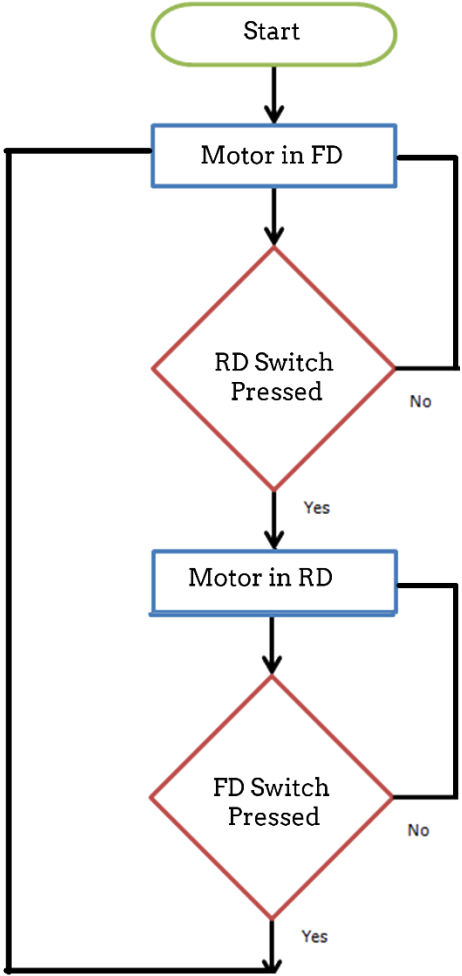 Start
Motor in FD
RD Switch
Pressed
No
Yes
Motor in RD
FD Switch
Pressed
No
Yes